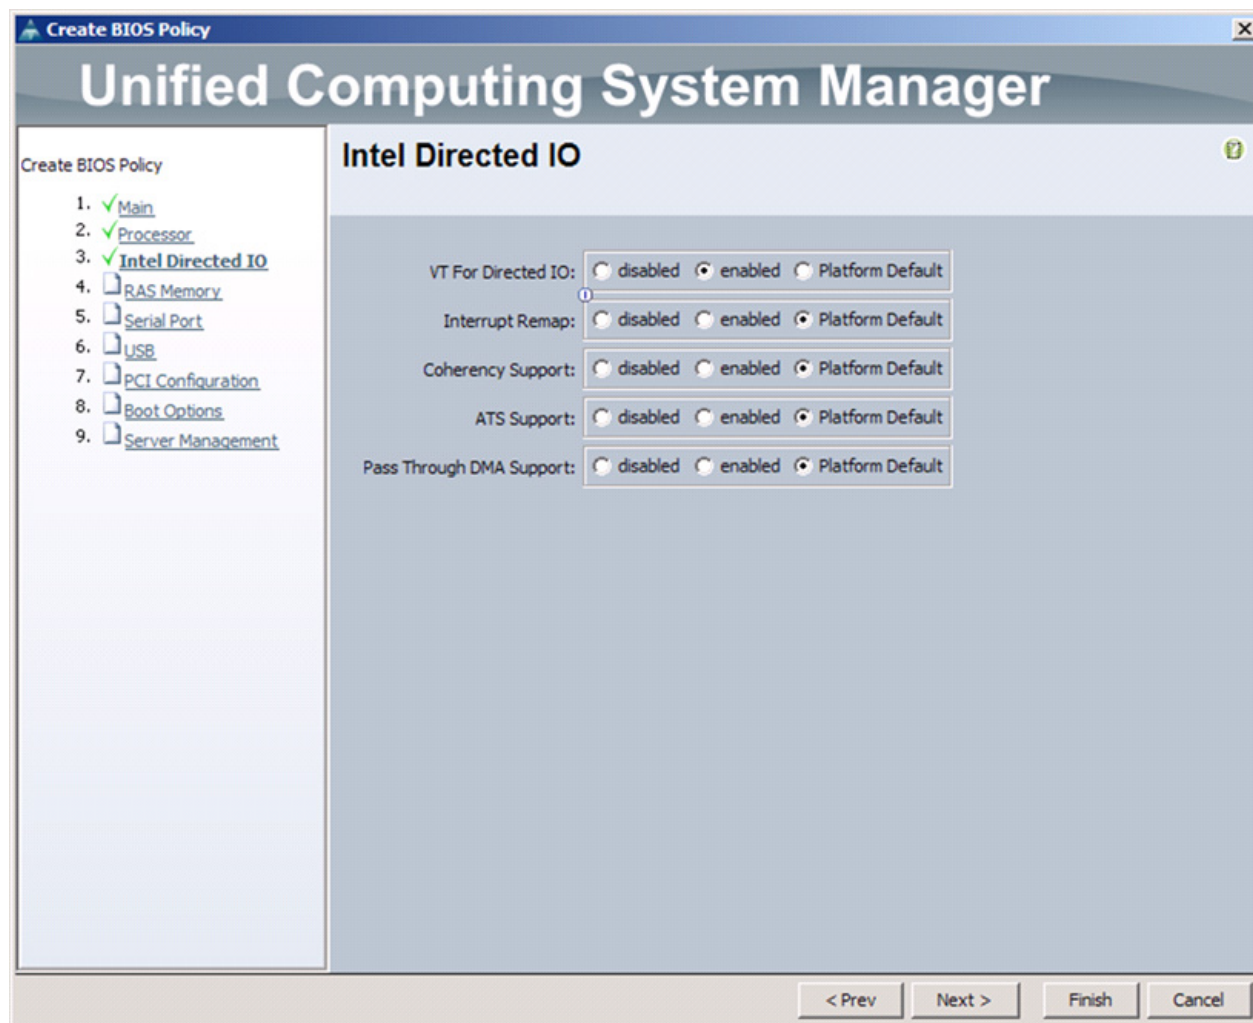 Create BIOS Policy
Unified Computing System Manager
Create BIOS Policy
1. Main
2. Processor
3. Intel Directed IO
4. RAS Memory
5. Serial Port
6. USB
7. PCI Configuration
8. Boot Options
9. Server Management
Intel Directed IO
VT For Directed IO: disabled enabled Platform Default
Interrupt Remap: disabled enabled Platform Default
Coherency Support: disabled enabled Platform Default
ATS Support: disabled enabled Platform Default
Pass Through DMA Support: disabled enabled Platform Default
< Prev Next > Finish Cancel